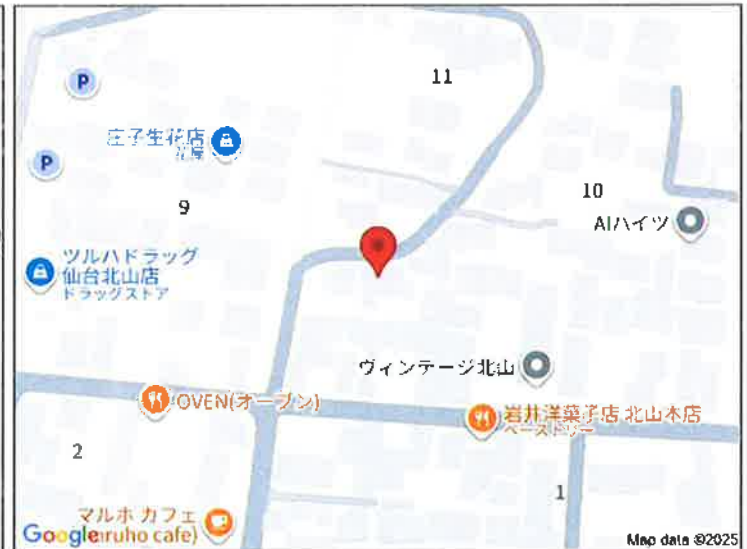 11
P
庄子生花店
P
9
10
AIハイツ
ツルハドラッグ
仙台北山店
ドラッグストア
ヴィンテージ北山
OVEN(オーブン)
岩井洋菓子店 北山本店
ペーストリー
2
1
マルホ カフェ
Google
ruho cafe)
Map data ©2025